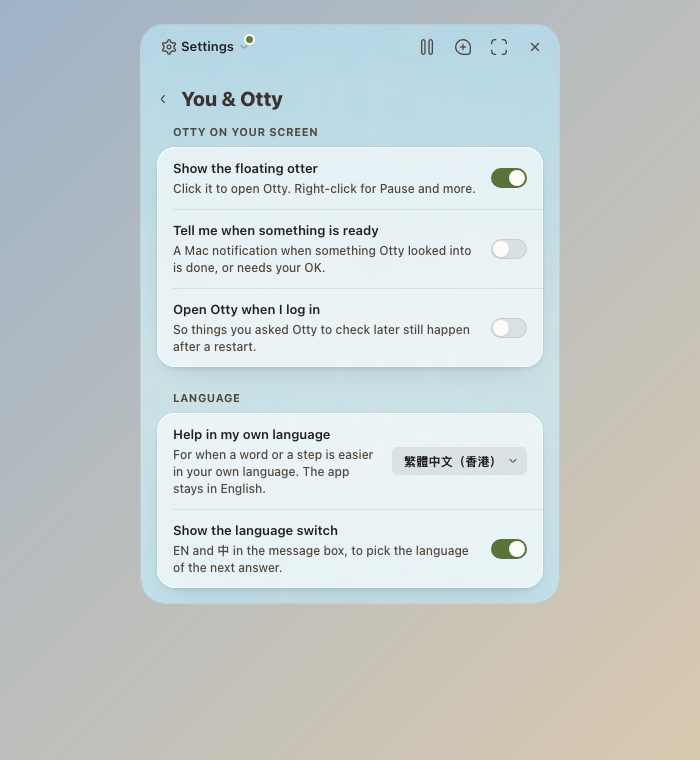 Settings
You & Otty
OTTY ON YOUR SCREEN
Show the floating otter
Click it to open Otty. Right-click for Pause and more.
Tell me when something is ready
A Mac notification when something Otty looked into
is done, or needs your OK.
Open Otty when I log in
So things you asked Otty to check later still happen
after a restart.
LANGUAGE
Help in my own language
For when a word or a step is easier
in your own language. The app
stays in English.
繁體中文（香港）
Show the language switch
EN and 中 in the message box, to pick the language
of the next answer.